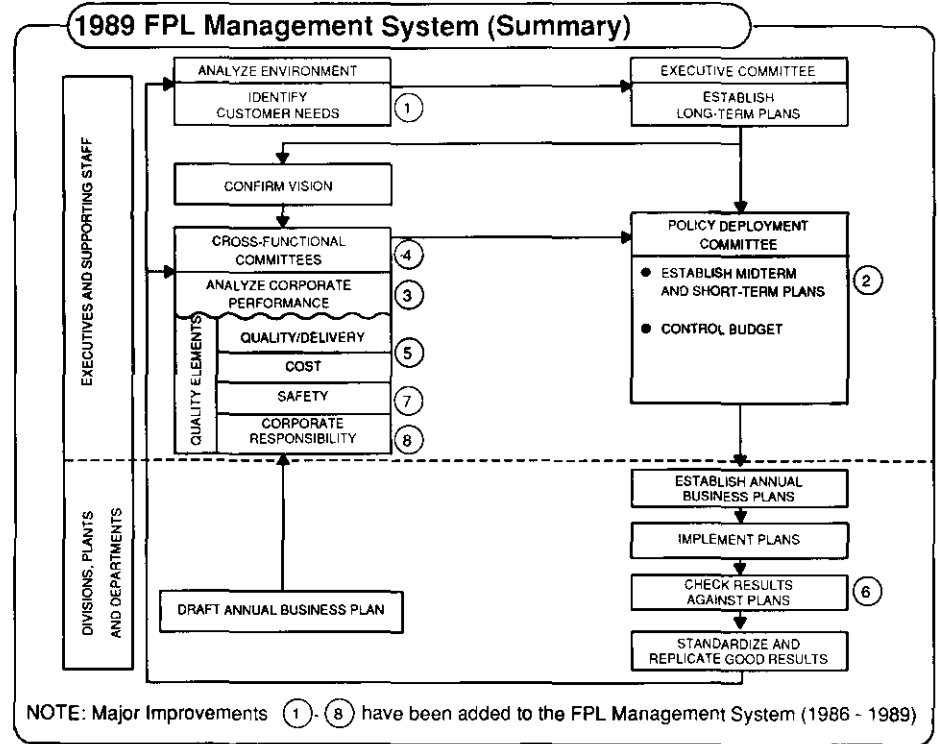 1989 FPL Management System (Summary)
EXECUTIVES AND SUPPORTING STAFF
ANALYZE ENVIRONMENT
IDENTIFY
CUSTOMER NEEDS
1
EXECUTIVE COMMITTEE
ESTABLISH
LONG-TERM PLANS
CONFIRM VISION
CROSS-FUNCTIONAL
COMMITTEES
4
ANALYZE CORPORATE
PERFORMANCE
3
QUALITY ELEMENTS
QUALITY/DELIVERY
5
COST
SAFETY
7
CORPORATE
RESPONSIBILITY
8
POLICY DEPLOYMENT
COMMITTEE
• ESTABLISH MIDTERM
AND SHORT-TERM PLANS
2
• CONTROL BUDGET
DIVISIONS, PLANTS
AND DEPARTMENTS
DRAFT ANNUAL BUSINESS PLAN
ESTABLISH ANNUAL
BUSINESS PLANS
IMPLEMENT PLANS
CHECK RESULTS
AGAINST PLANS
6
STANDARDIZE AND
REPLICATE GOOD RESULTS
NOTE: Major Improvements 1 - 8 have been added to the FPL Management System (1986 - 1989)